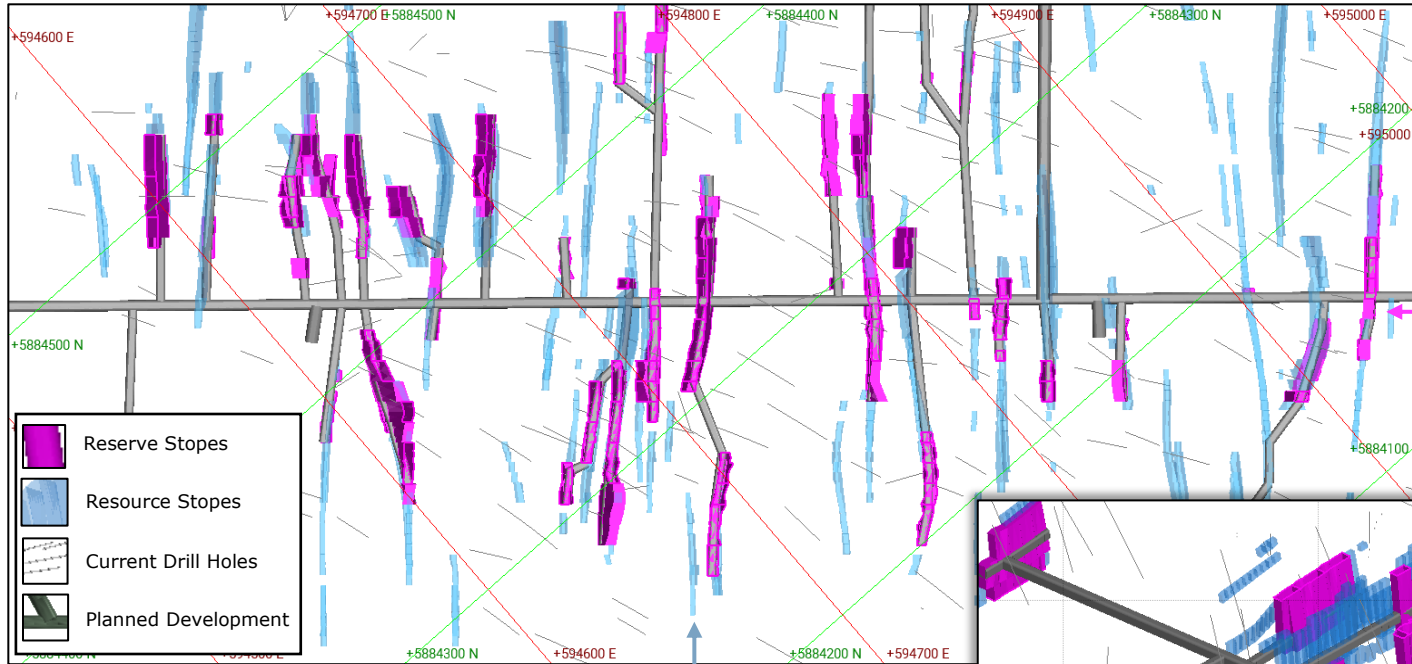 +594700 E
+5884500 N
+594800 E
+5884400 N
+594900 E
+5884300 N
+595000 E
+594600 E
+5884200
+595000
+5884500 N
+5884100
Reserve Stopes
Resource Stopes
Current Drill Holes
Planned Development
+5884300 N
+594600 E
+5884200 N
+594700 E